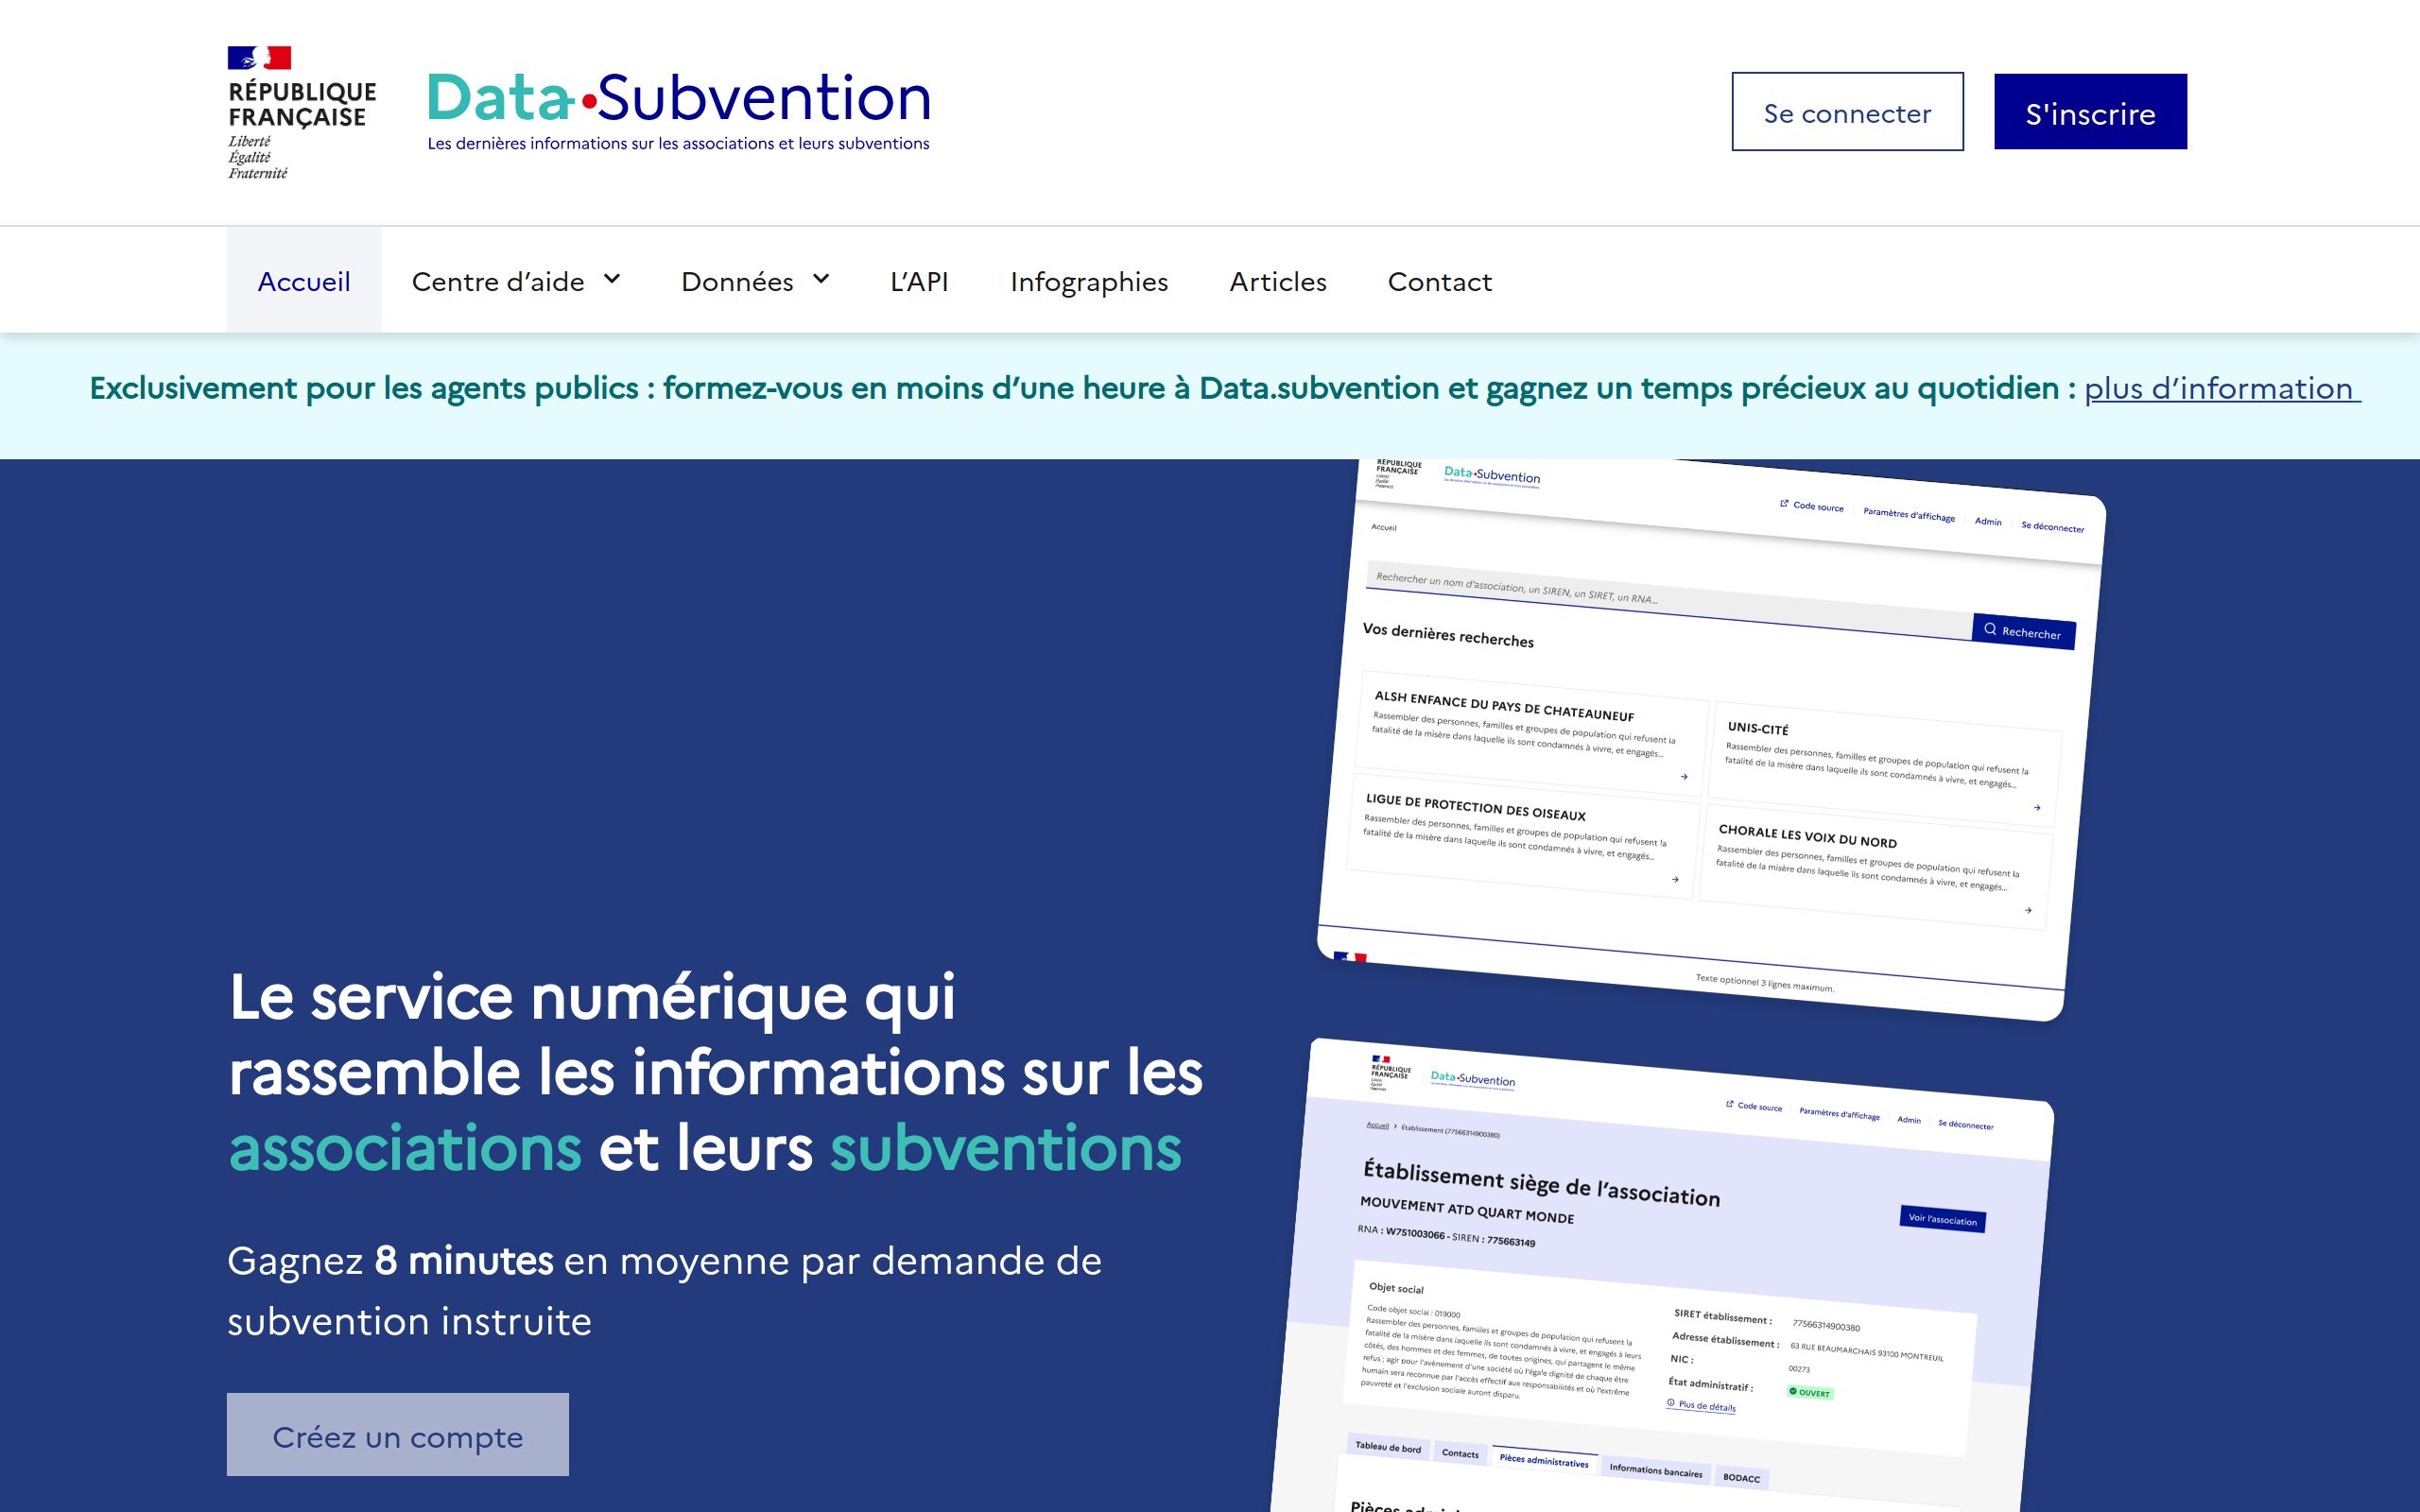 RÉPUBLIQUE
FRANÇAISE
Liberté
Égalité
Fraternité
Data.Subvention
Les dernières informations sur les associations et leurs subventions
Se connecter
S'inscrire
Accueil
Centre d’aide
Données
L’API
Infographies
Articles
Contact
Exclusivement pour les agents publics : formez-vous en moins d’une heure à Data.subvention et gagnez un temps précieux au quotidien : plus d’information
Le service numérique qui
rassemble les informations sur les
associations et leurs subventions
Gagnez 8 minutes en moyenne par demande de
subvention instruite
Créez un compte
RÉPUBLIQUE
FRANÇAISE
Data.Subvention
Code source
Paramètres d'affichage
Admin
Se déconnecter
Accueil
Rechercher un nom d'association, un SIREN, un SIRET, un RNA...
Rechercher
Vos dernières recherches
ALSH ENFANCE DU PAYS DE CHATEAUNEUF
Rassembler des personnes, familles et groupes de population qui refusent la
fatalité de la misère dans laquelle ils sont condamnés à vivre, et engagés...
UNIS-CITÉ
Rassembler des personnes, familles et groupes de population qui refusent la
fatalité de la misère dans laquelle ils sont condamnés à vivre, et engagés...
LIGUE DE PROTECTION DES OISEAUX
Rassembler des personnes, familles et groupes de population qui refusent la
fatalité de la misère dans laquelle ils sont condamnés à vivre, et engagés...
CHORALE LES VOIX DU NORD
Rassembler des personnes, familles et groupes de population qui refusent la
fatalité de la misère dans laquelle ils sont condamnés à vivre, et engagés...
Texte optionnel 3 lignes maximum.
RÉPUBLIQUE
FRANÇAISE
Data.Subvention
Code source
Paramètres d'affichage
Admin
Se déconnecter
Accueil > Établissement (77566314900380)
Établissement siège de l’association
MOUVEMENT ATD QUART MONDE
RNA : W751003066 - SIREN : 775663149
Voir l'association
Objet social
Code objet social : 019000
Rassembler des personnes, familles et groupes de population qui refusent la
fatalité de la misère dans laquelle ils sont condamnés à vivre, et engagés à leurs
côtés, des hommes et des femmes, de toutes origines, qui partagent le même
refus ; agir pour l'avènement d'une société où l'égale dignité de chaque être
humain sera reconnue par l'accès effectif aux responsabilités et où l'extrême
pauvreté et l'exclusion sociale auront disparu.
SIRET établissement : 77566314900380
Adresse établissement : 63 RUE BEAUMARCHAIS 93100 MONTREUIL
NIC : 00273
État administratif : OUVERT
Plus de détails
Tableau de bord
Contacts
Pièces administratives
Informations bancaires
BODACC
Pièces